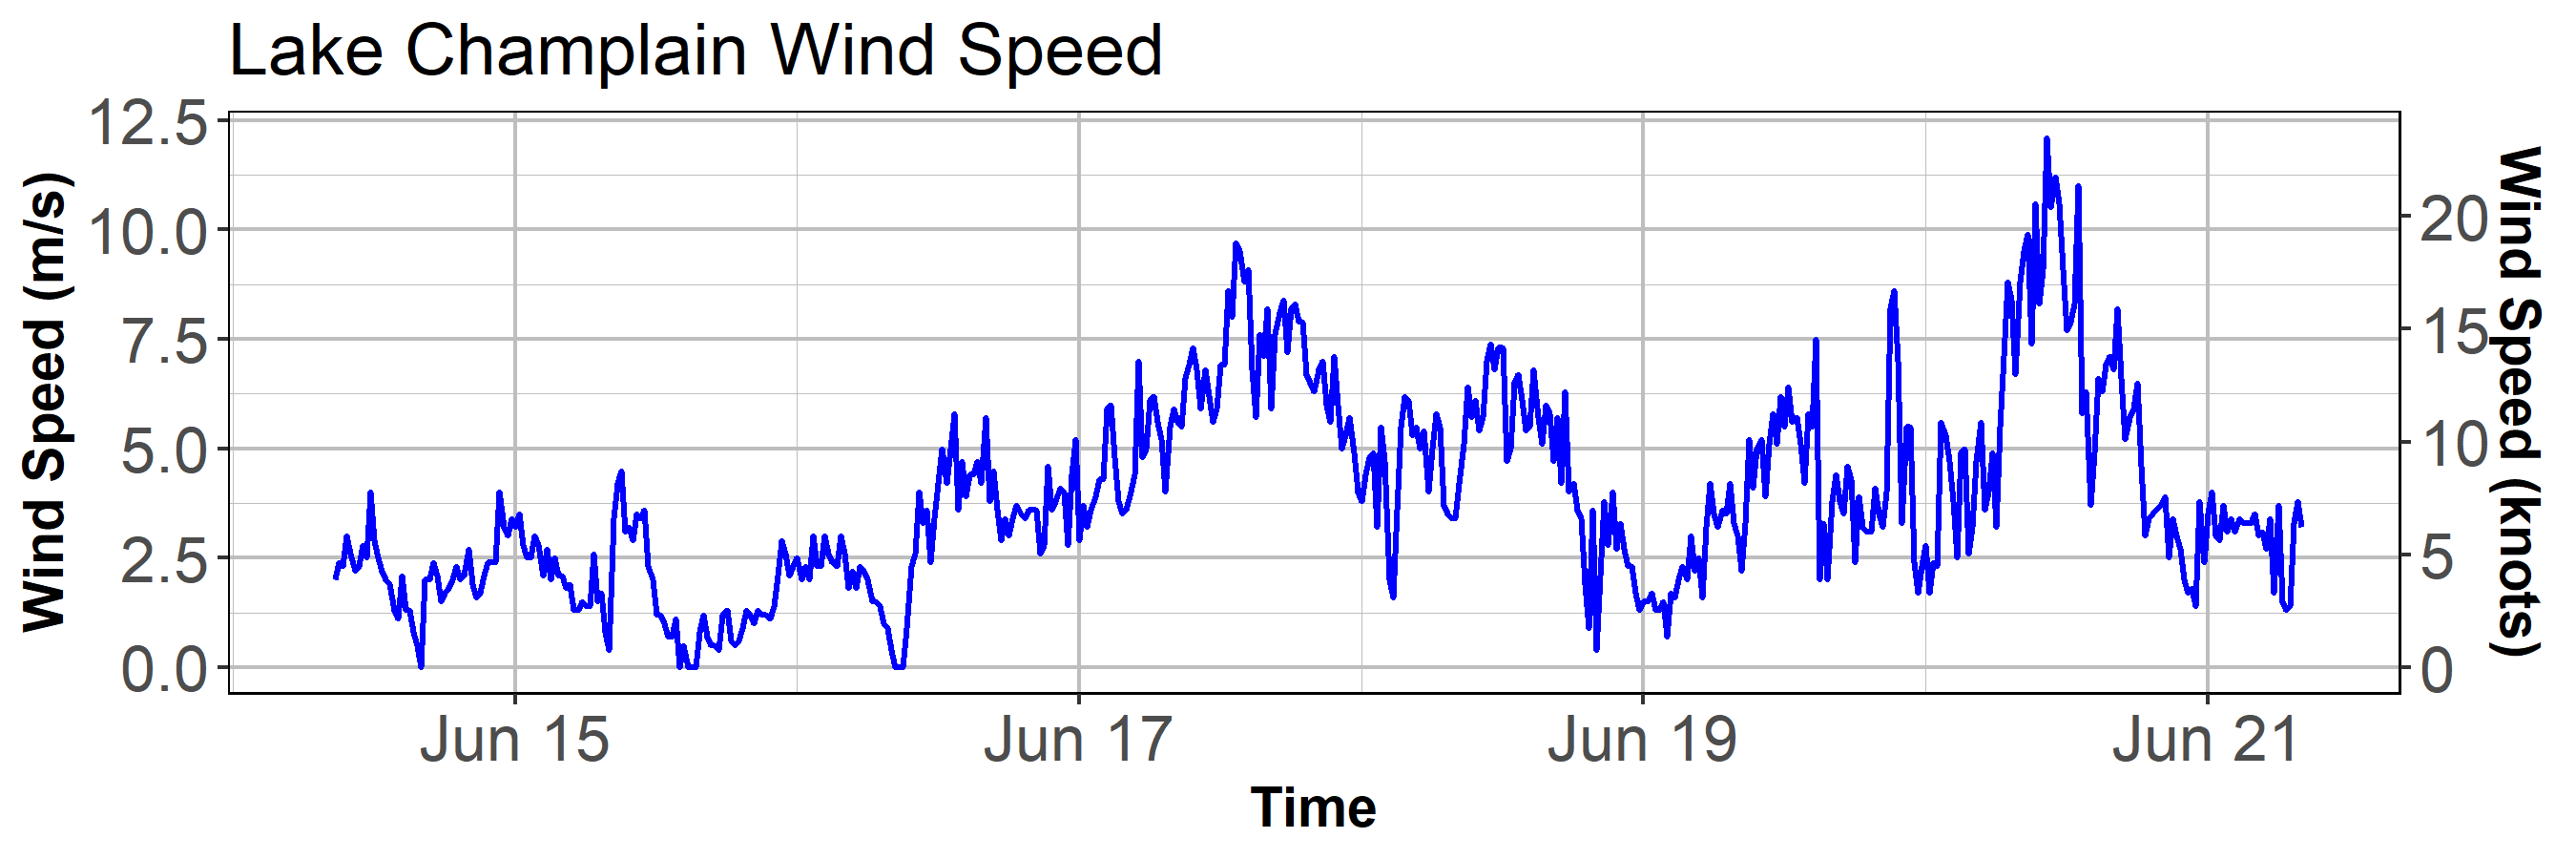 Lake Champlain Wind Speed
Wind Speed (m/s)
12.5
10.0
7.5
5.0
2.5
0.0
Wind Speed (knots)
20
15
10
5
0
Jun 15
Jun 17
Jun 19
Jun 21
Time